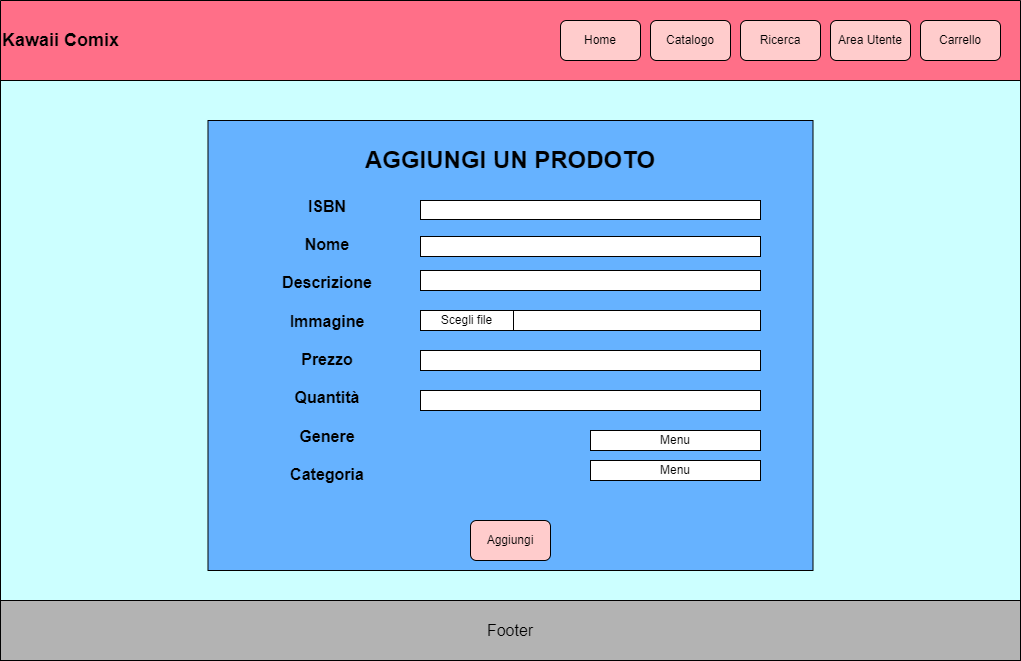 Kawaii Comix
Home
Catalogo
Ricerca
Area Utente
Carrello
AGGIUNGI UN PRODOTO
ISBN
Nome
Descrizione
Immagine
Scegli file
Prezzo
Quantità
Genere
Menu
Categoria
Menu
Aggiungi
Footer